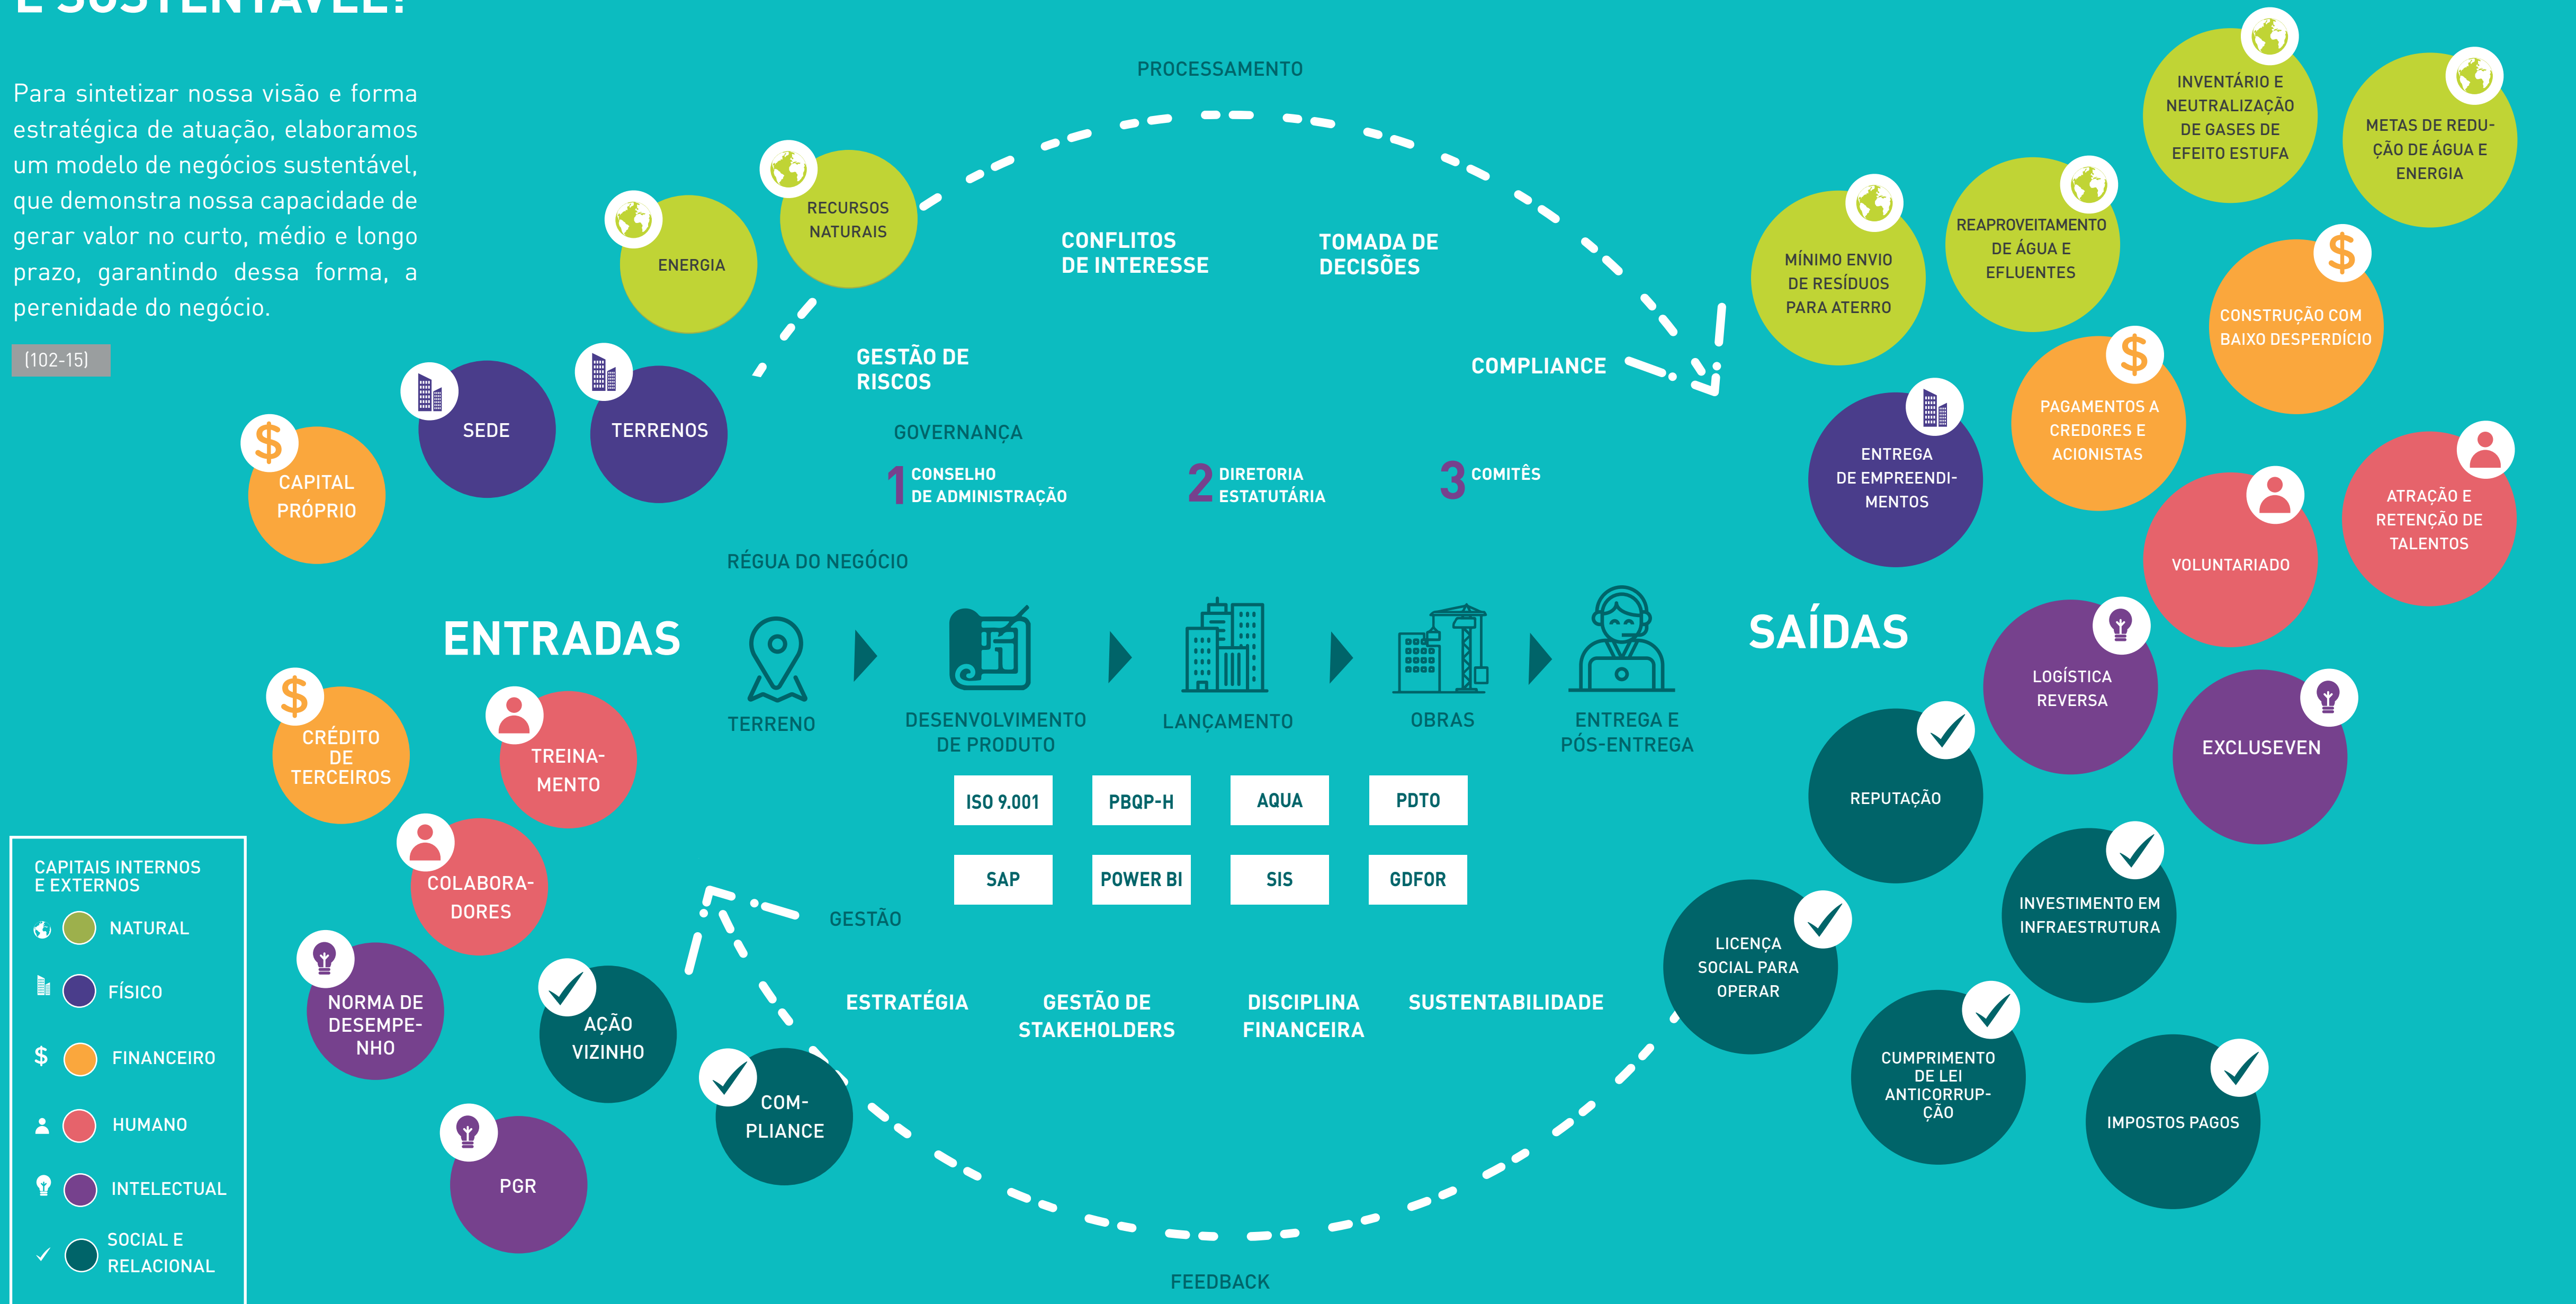 E SUSTENTÁVEL?
Para sintetizar nossa visão e forma
estratégica de atuação, elaboramos
um modelo de negócios sustentável,
que demonstra nossa capacidade de
gerar valor no curto, médio e longo
prazo, garantindo dessa forma, a
perenidade do negócio.
(102-15)
ENTRADAS
ENERGIA
RECURSOS
NATURAIS
CAPITAL
PRÓPRIO
SEDE
TERRENOS
CRÉDITO
DE
TERCEIROS
TREINA-
MENTO
COLABORA-
DORES
NORMA DE
DESEMPE-
NHO
AÇÃO
VIZINHO
COM-
PLIANCE
PGR
CAPITAIS INTERNOS
E EXTERNOS
NATURAL
FÍSICO
FINANCEIRO
HUMANO
INTELECTUAL
SOCIAL E
RELACIONAL
PROCESSAMENTO
CONFLITOS
DE INTERESSE
TOMADA DE
DECISÕES
GESTÃO DE
RISCOS
COMPLIANCE
GOVERNANÇA
1 CONSELHO
DE ADMINISTRAÇÃO
2 DIRETORIA
ESTATUTÁRIA
3 COMITÊS
RÉGUA DO NEGÓCIO
TERRENO
DESENVOLVIMENTO
DE PRODUTO
LANÇAMENTO
OBRAS
ENTREGA E
PÓS-ENTREGA
ISO 9.001
PBQP-H
AQUA
PDTO
SAP
POWER BI
SIS
GDFOR
GESTÃO
ESTRATÉGIA
GESTÃO DE
STAKEHOLDERS
DISCIPLINA
FINANCEIRA
SUSTENTABILIDADE
FEEDBACK
SAÍDAS
INVENTÁRIO E
NEUTRALIZAÇÃO
DE GASES DE
EFEITO ESTUFA
METAS DE REDU-
ÇÃO DE ÁGUA E
ENERGIA
MÍNIMO ENVIO
DE RESÍDUOS
PARA ATERRO
REAPROVEITAMENTO
DE ÁGUA E
EFLUENTES
CONSTRUÇÃO COM
BAIXO DESPERDÍCIO
ENTREGA
DE EMPREENDI-
MENTOS
PAGAMENTOS A
CREDORES E
ACIONISTAS
VOLUNTARIADO
ATRAÇÃO E
RETENÇÃO DE
TALENTOS
LOGÍSTICA
REVERSA
EXCLUSEVEN
REPUTAÇÃO
INVESTIMENTO EM
INFRAESTRUTURA
LICENÇA
SOCIAL PARA
OPERAR
CUMPRIMENTO
DE LEI
ANTICORRUP-
ÇÃO
IMPOSTOS PAGOS